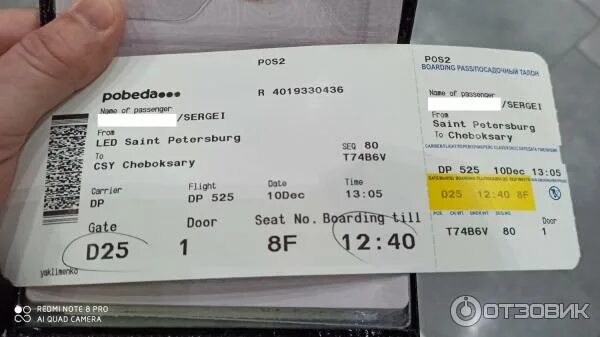 POS2
pobeda
R 4019330436
Name of passenger
/SERGEI
From
LED Saint Petersburg
SEQ 80
To
T74B6V
CSY Cheboksary
Carrier Flight Date Time
DP DP 525 10Dec 13:05
Gate Door Seat No. Boarding till
D25 1 8F 12:40
yaklimenko
POS2
BOARDING PASS/ПОСАДОЧНЫЙ ТАЛОН
Name of passenger
/SERGEI
From
Saint Petersburg
To Cheboksary
DP 525 10Dec 13:05
D25 12:40 8F
T74B6V 80 1
REDMI NOTE 8 PRO
AI QUAD CAMERA
ОТЗОВИК